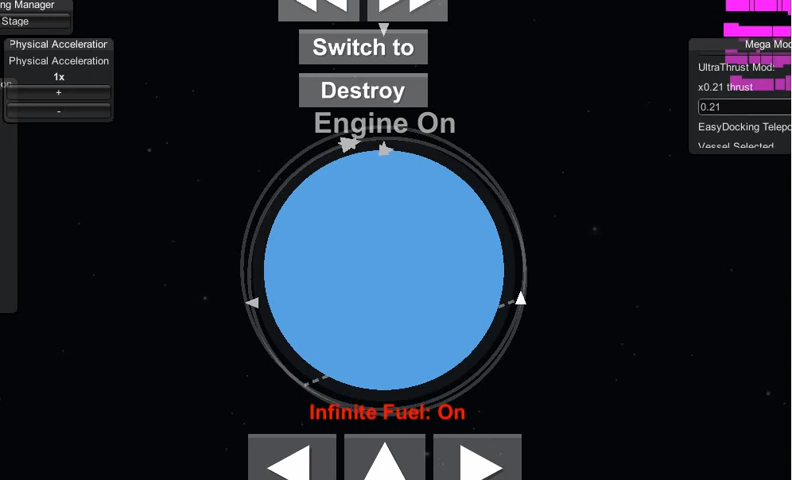 ng Manager
Stage
Physical Acceleration
Physical Acceleration
1x
+
-
Switch to
Destroy
Engine On
Mega Mod
UltraThrust Mod:
x0.21 thrust
0.21
EasyDocking Telepo
Vessel Selected
Infinite Fuel: On